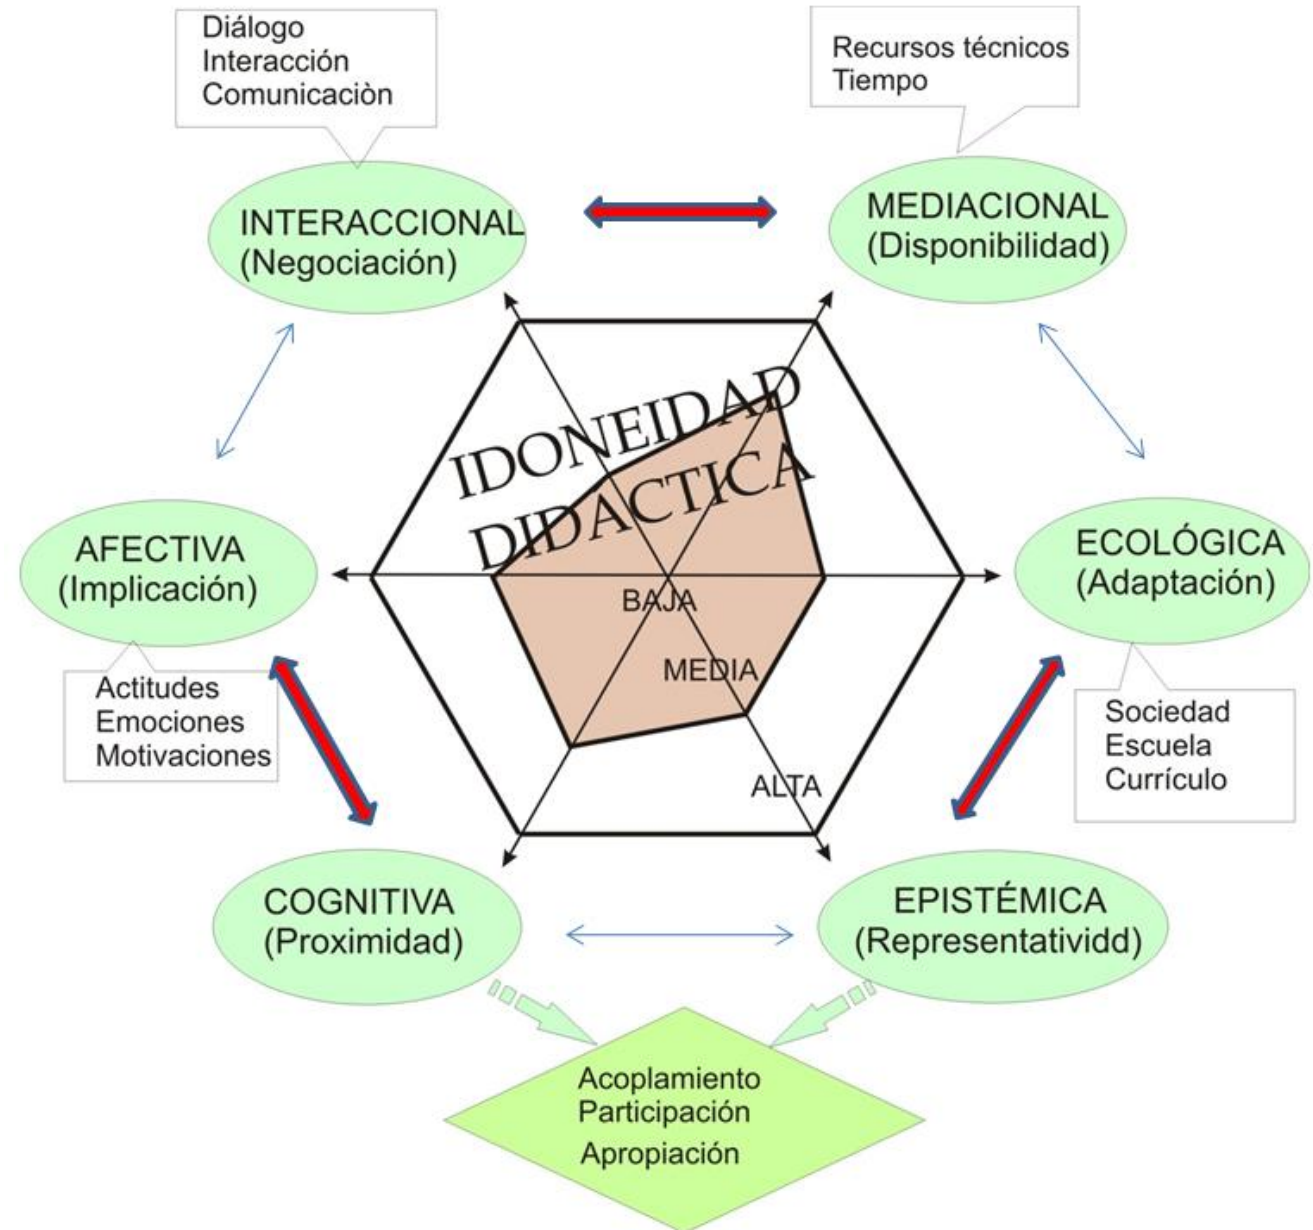 Diálogo
Interacción
Comunicaciòn
Recursos técnicos
Tiempo
INTERACCIONAL
(Negociación)
MEDIACIONAL
(Disponibilidad)
IDONEIDAD
DIDÁCTICA
AFECTIVA
(Implicación)
ECOLÓGICA
(Adaptación)
BAJA
MEDIA
ALTA
Actitudes
Emociones
Motivaciones
Sociedad
Escuela
Currículo
COGNITIVA
(Proximidad)
EPISTÉMICA
(Representatividd)
Acoplamiento
Participación
Apropiación